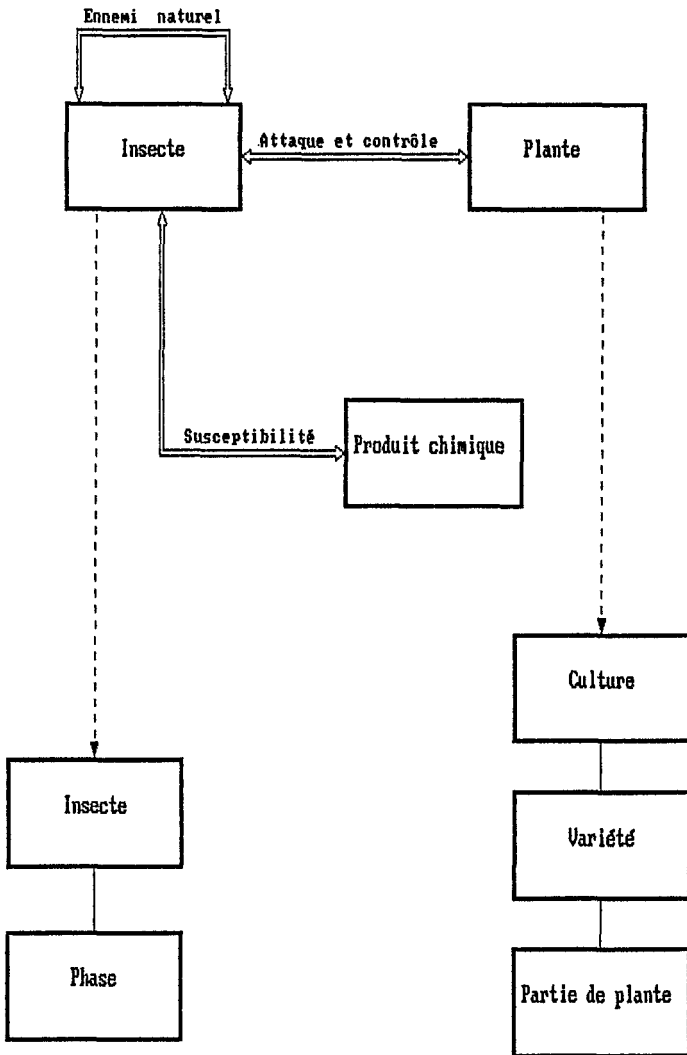 Ennemi naturel
Insecte
Attaque et contrôle
Plante
Susceptibilité
Produit chimique
Culture
Insecte
Variété
Phase
Partie de plante